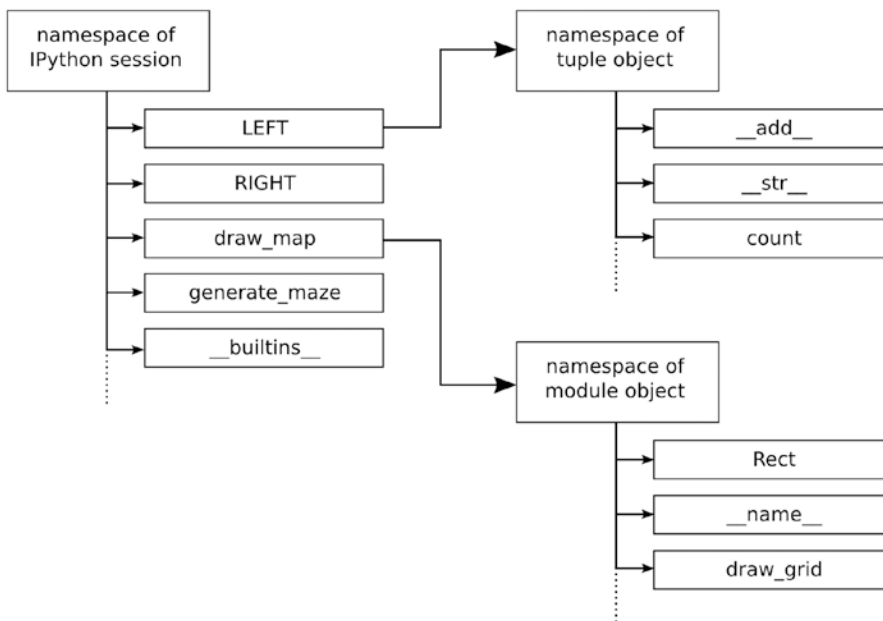 namespace of
IPython session
LEFT
RIGHT
draw_map
generate_maze
__builtins__
namespace of
tuple object
__add__
__str__
count
namespace of
module object
Rect
__name__
draw_grid